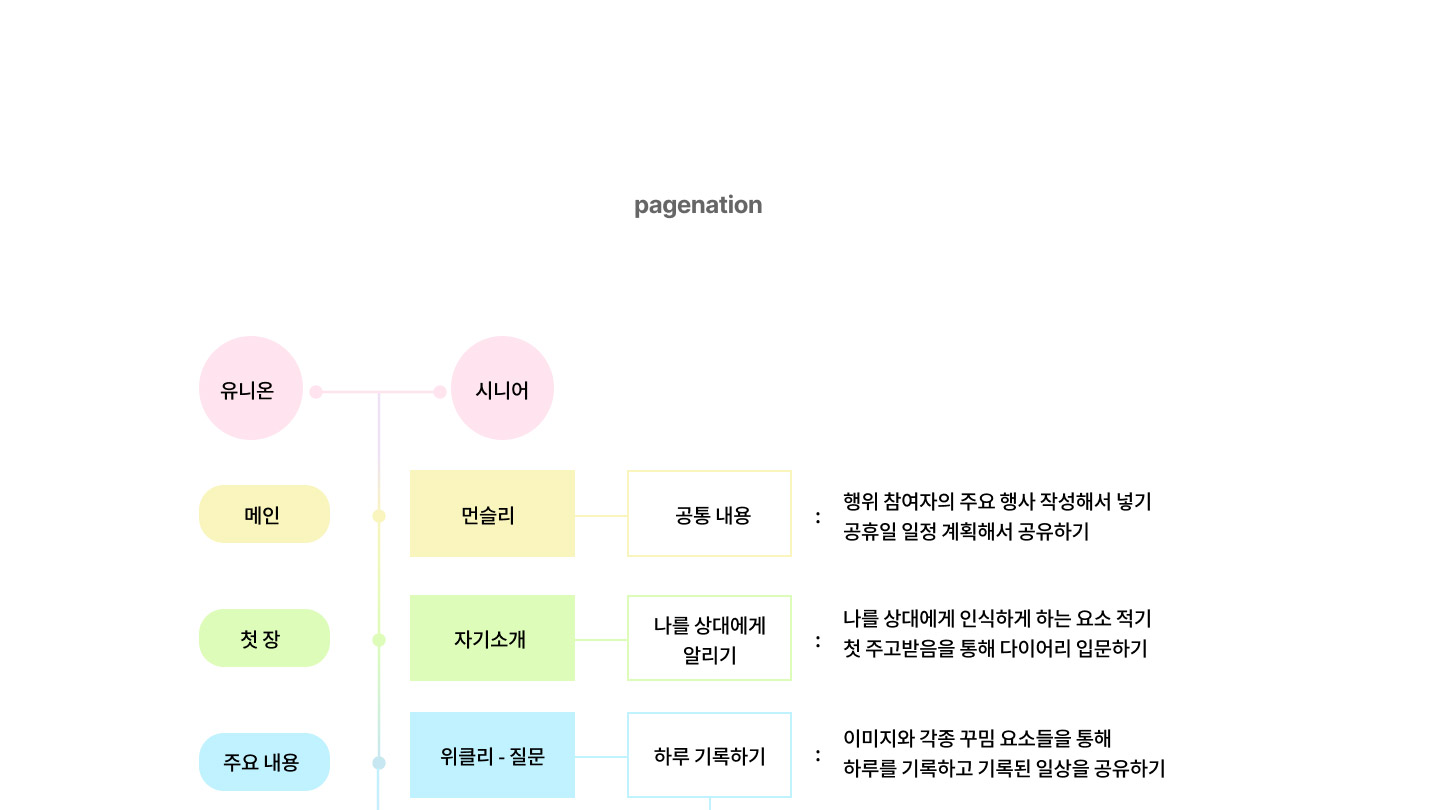 pagenation
유니온
시니어
메인
먼슬리
공통 내용
:
행위 참여자의 주요 행사 작성해서 넣기
공휴일 일정 계획해서 공유하기
첫 장
자기소개
나를 상대에게
알리기
:
나를 상대에게 인식하게 하는 요소 적기
첫 주고받음을 통해 다이어리 입문하기
주요 내용
위클리 - 질문
하루 기록하기
:
이미지와 각종 꾸밈 요소들을 통해
하루를 기록하고 기록된 일상을 공유하기